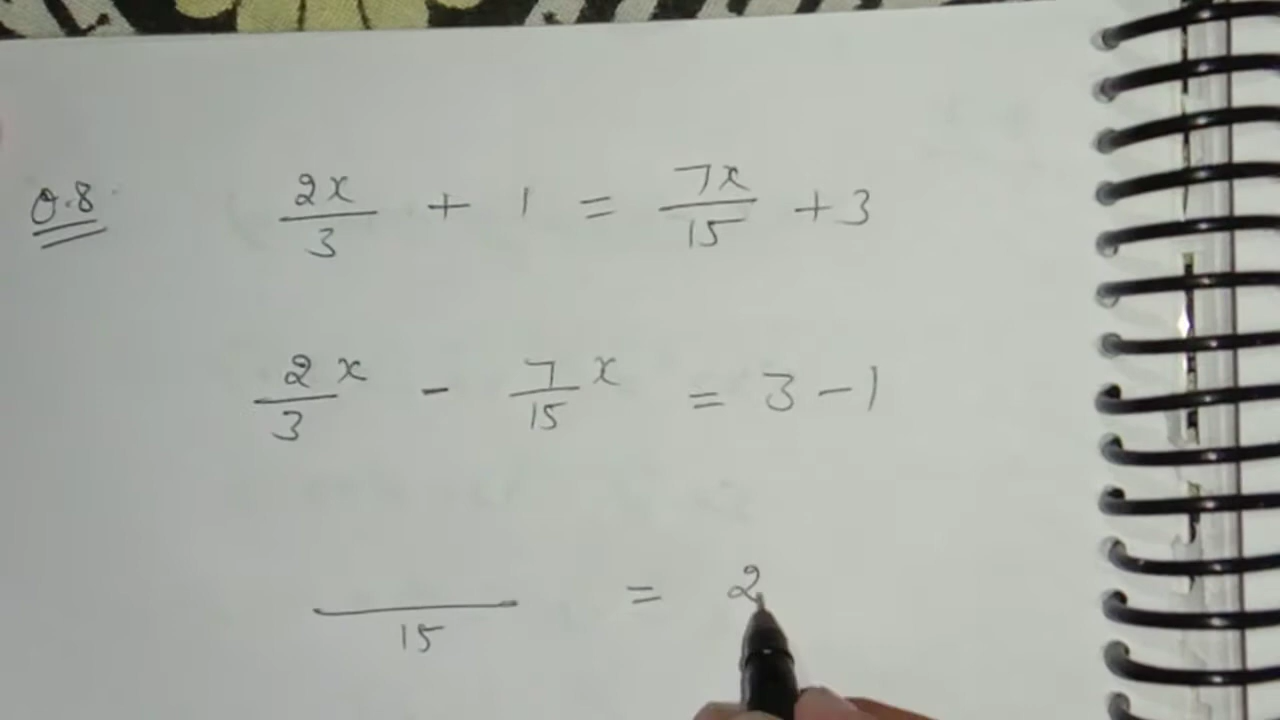 Q.8 2x/3 + 1 = 7x/15 + 3
2/3 x - 7/15 x = 3 - 1
/15 = 2